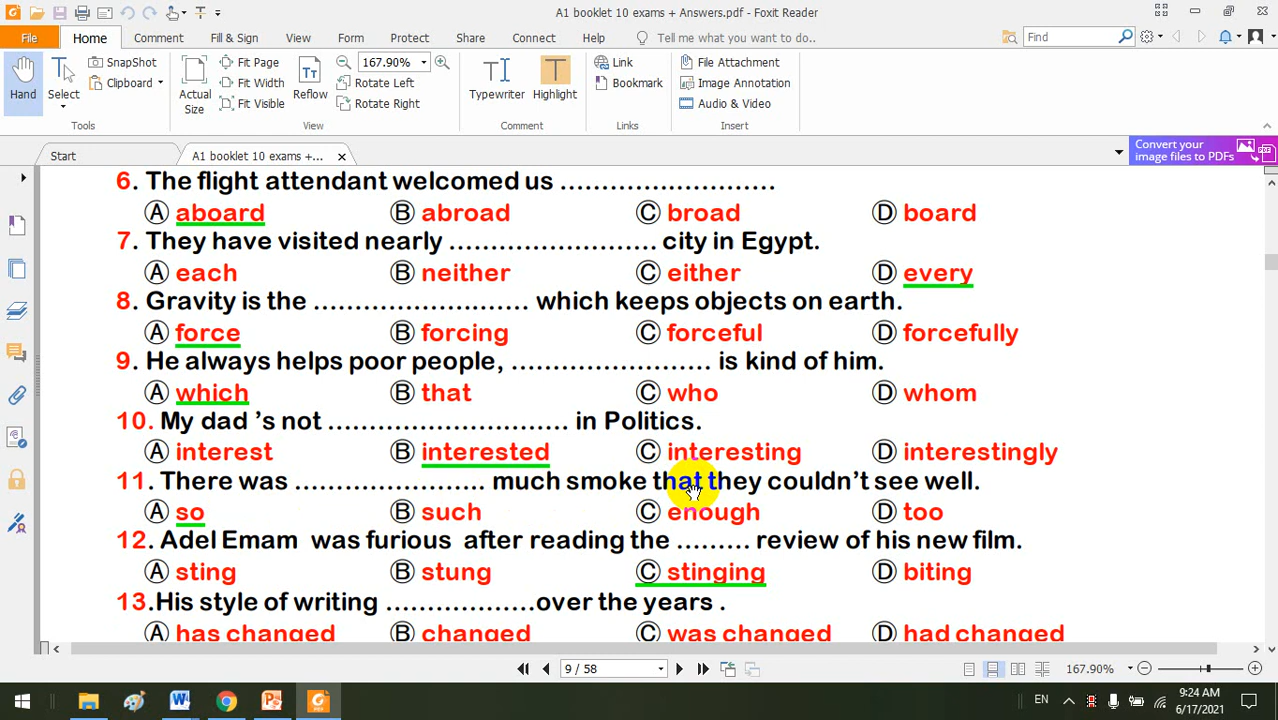 A1 booklet 10 exams + Answers.pdf - Foxit Reader
File Home Comment Fill & Sign View Form Protect Share Connect Help Tell me what you want to do.. Find
Hand
Select
SnapShot
Clipboard
Actual Size
Fit Page
Fit Width
Fit Visible
Reflow
167.90%
Rotate Left
Rotate Right
Typewriter
Highlight
Link
Bookmark
File Attachment
Image Annotation
Audio & Video
Tools View Comment Links Insert
Start A1 booklet 10 exams +... Convert your
image files to PDFs
6. The flight attendant welcomed us ..........................
Ⓐ aboard Ⓑ abroad Ⓒ broad Ⓓ board
7. They have visited nearly ......................... city in Egypt.
Ⓐ each Ⓑ neither Ⓒ either Ⓓ every
8. Gravity is the .......................... which keeps objects on earth.
Ⓐ force Ⓑ forcing Ⓒ forceful Ⓓ forcefully
9. He always helps poor people, ........................ is kind of him.
Ⓐ which Ⓑ that Ⓒ who Ⓓ whom
10. My dad ’s not ............................. in Politics.
Ⓐ interest Ⓑ interested Ⓒ interesting Ⓓ interestingly
11. There was ....................... much smoke that they couldn’t see well.
Ⓐ so Ⓑ such Ⓒ enough Ⓓ too
12. Adel Emam was furious after reading the ......... review of his new film.
Ⓐ sting Ⓑ stung Ⓒ stinging Ⓓ biting
13.His style of writing ..................over the years .
Ⓐ has changed Ⓑ changed Ⓒ was changed Ⓓ had changed
9 / 58 167.90%
EN 9:24 AM
6/17/2021